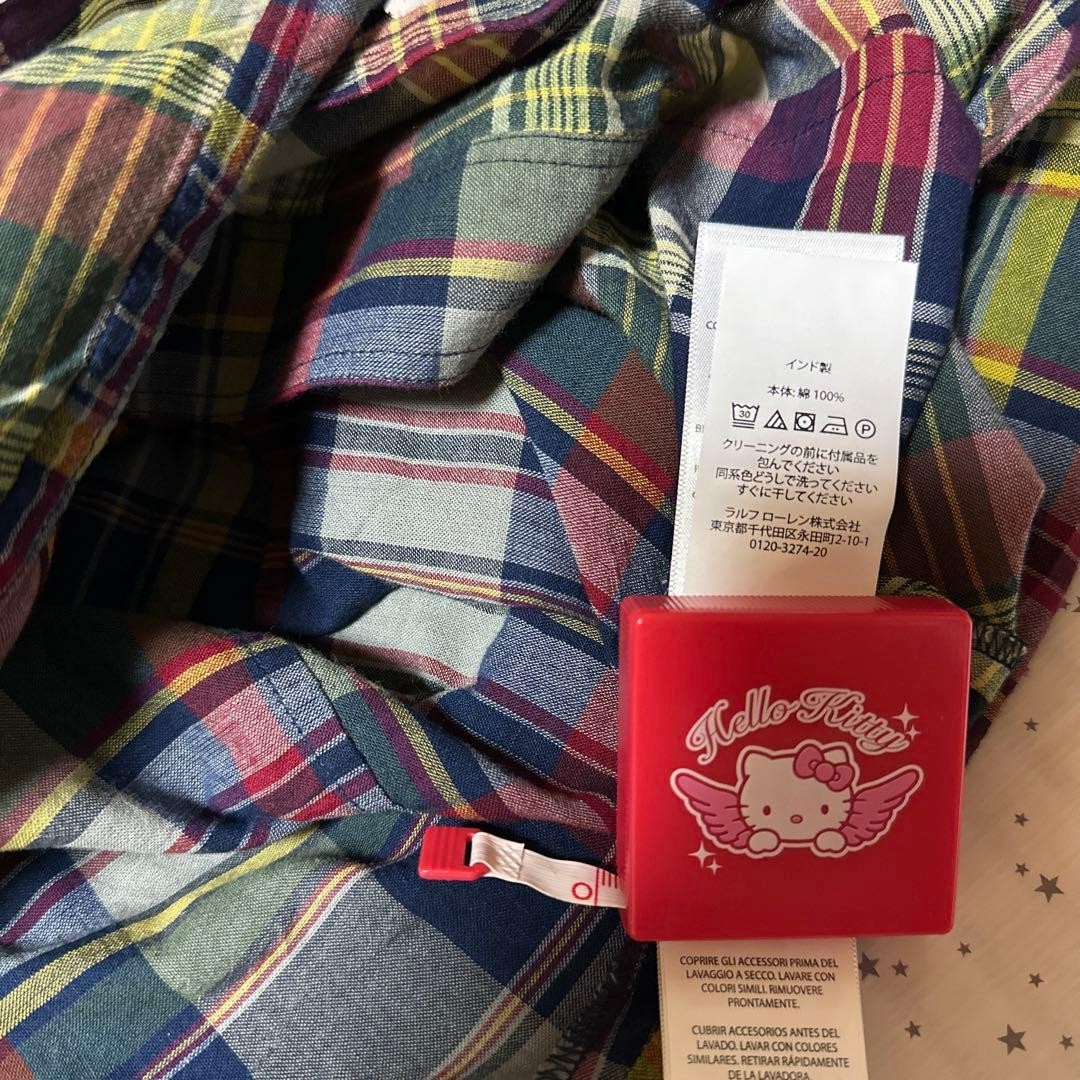 インド製
本体: 綿 100%
30
P
クリーニングの前に付属品を
包んでください
同系色どうしで洗ってください
すぐに干してください
ラルフ ローレン株式会社
東京都千代田区永田町2-10-1
0120-3274-20
Hello Kitty
0
COPRIRE GLI ACCESSORI PRIMA DEL
LAVAGGIO A SECCO. LAVARE CON
COLORI SIMILI. RIMUOVERE
PRONTAMENTE.
CUBRIR ACCESORIOS ANTES DEL
LAVADO. LAVAR CON COLORES
SIMILARES. RETIRAR RÁPIDAMENTE
DE LA LAVADORA